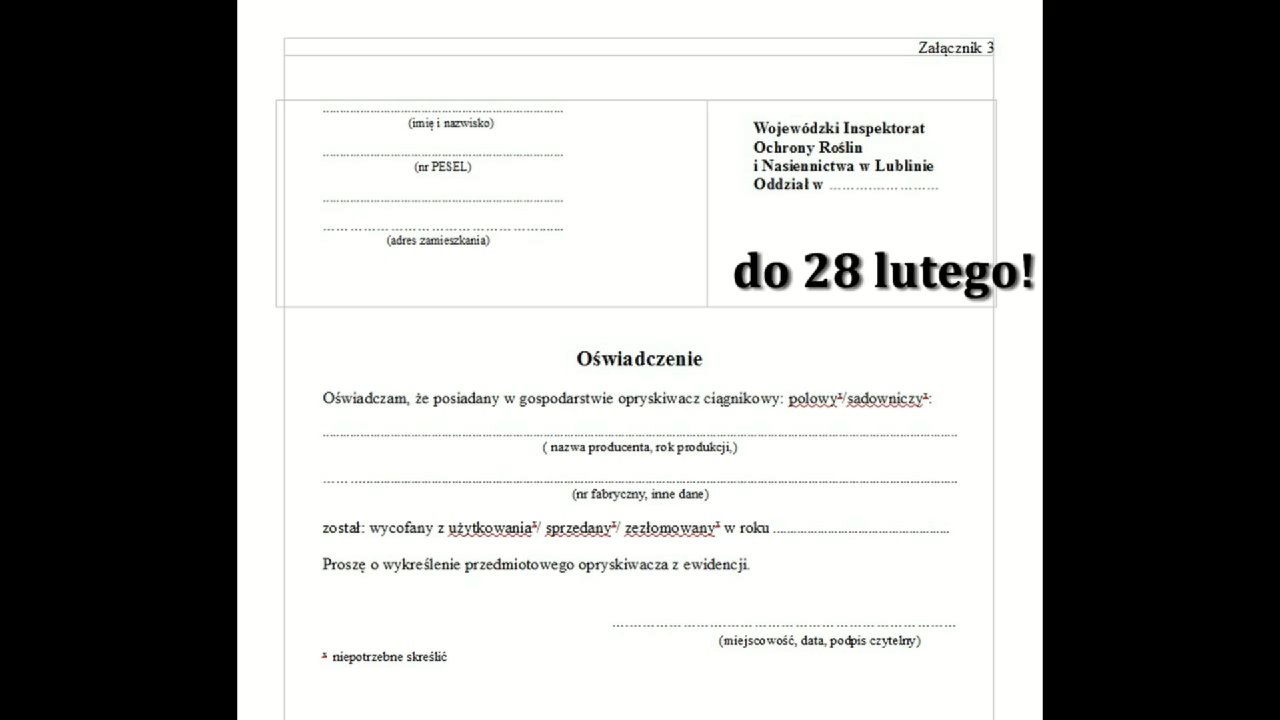 Załącznik 3
........................................................
(imię i nazwisko)
........................................................
(nr PESEL)
........................................................
........................................................
(adres zamieszkania)
Wojewódzki Inspektorat
Ochrony Roślin
i Nasiennictwa w Lublinie
Oddział w ............................
do 28 lutego!
Oświadczenie
Oświadczam, że posiadany w gospodarstwie opryskiwacz ciągnikowy: polowy¹/sadowniczy¹:
................................................................................................................
( nazwa producenta, rok produkcji,)
................................................................................................................
(nr fabryczny, inne dane)
został: wycofany z użytkowania¹/ sprzedany¹/ zezłomowany¹ w roku ..........................................
Proszę o wykreślenie przedmiotowego opryskiwacza z ewidencji.
................................................................................
(miejscowość, data, podpis czytelny)
¹ niepotrzebne skreślić